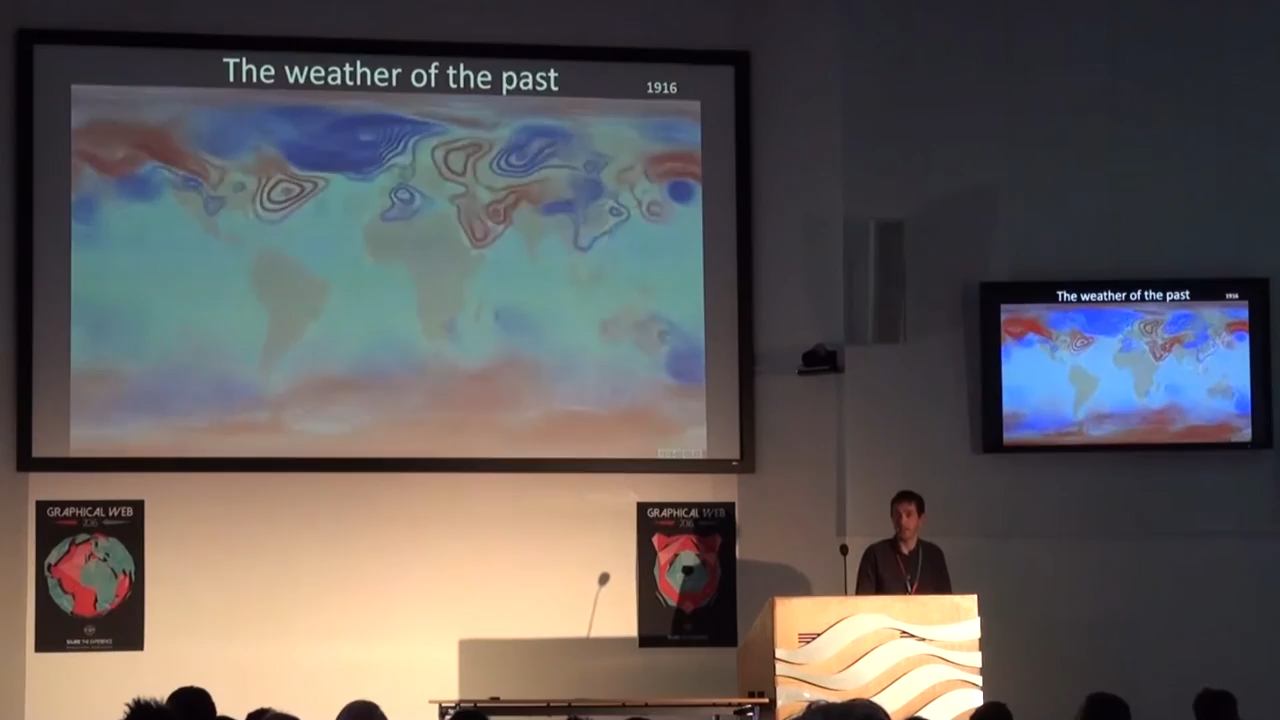 The weather of the past
1916
The weather of the past
1916
GRAPHICAL WEB
2016
GRAPHICAL WEB
2016